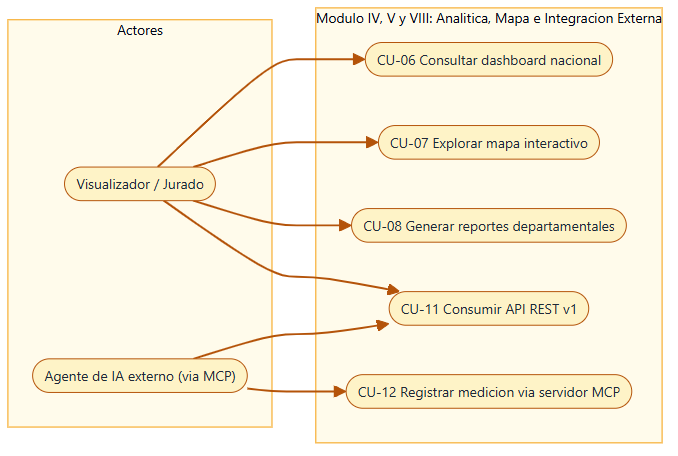 Actores
Modulo IV, V y VIII: Analitica, Mapa e Integracion Externa
CU-06 Consultar dashboard nacional
CU-07 Explorar mapa interactivo
Visualizador / Jurado
CU-08 Generar reportes departamentales
CU-11 Consumir API REST v1
Agente de IA externo (via MCP)
CU-12 Registrar medicion via servidor MCP